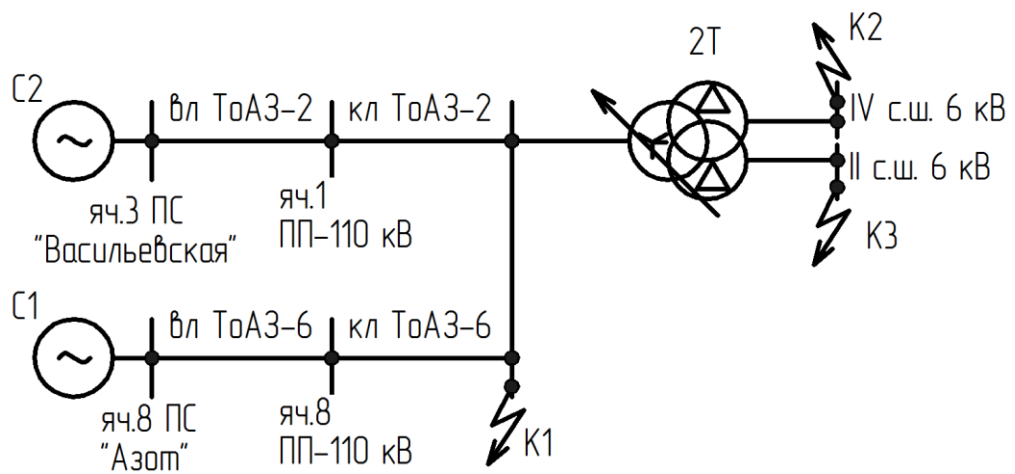 2Т
К2
С2
вл ТоАЗ-2
кл ТоАЗ-2
IV с.ш. 6 кВ
II с.ш. 6 кВ
яч.3 ПС
"Васильевская"
яч.1
ПП-110 кВ
К3
С1
вл ТоАЗ-6
кл ТоАЗ-6
яч.8 ПС
"Азот"
яч.8
ПП-110 кВ
К1